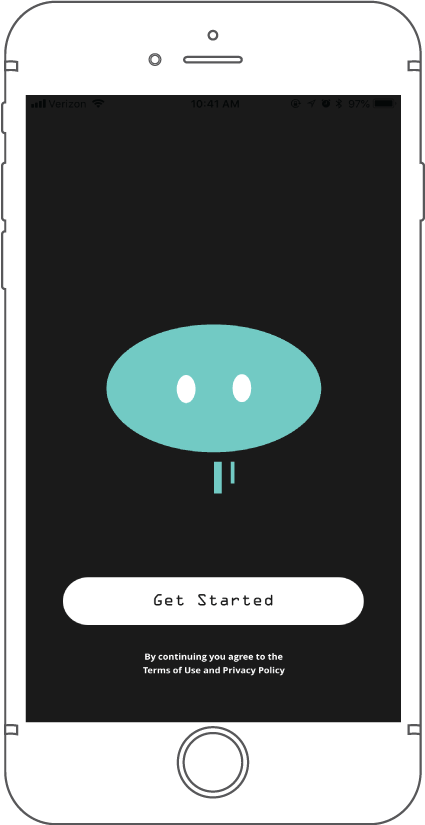 Verizon 10:41 AM 97%
Get Started
By continuing you agree to the
Terms of Use and Privacy Policy